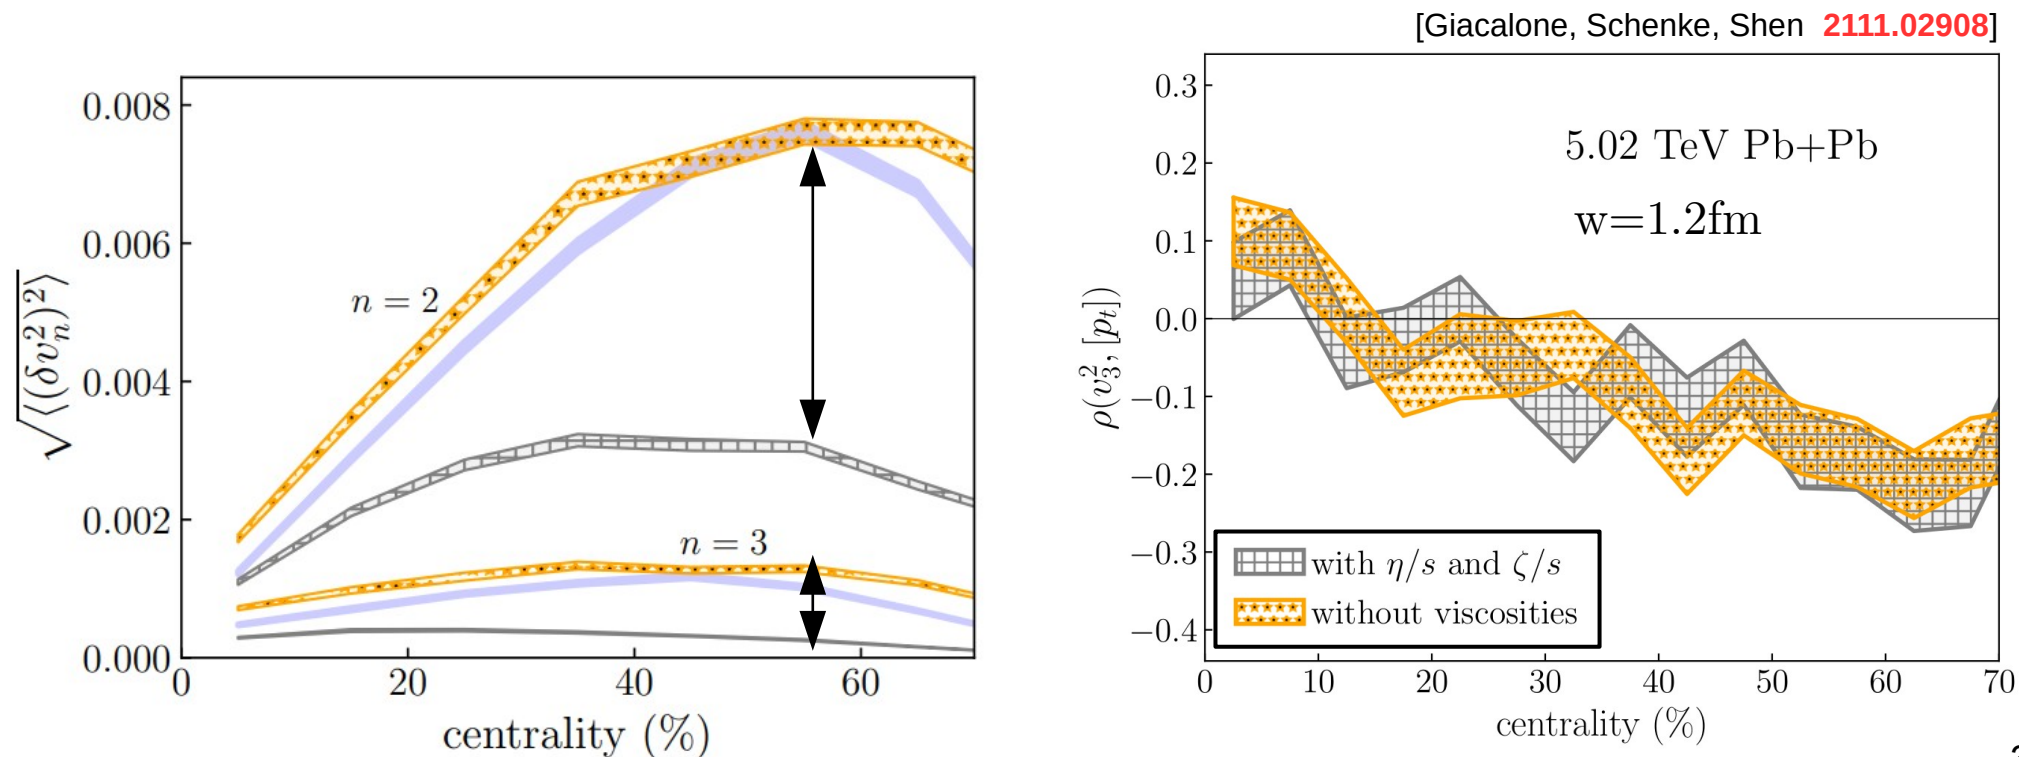 [Giacalone, Schenke, Shen 2111.02908]
√⟨(δv_n^2)^2⟩
0.008
0.006
0.004
0.002
0.000
n = 2
n = 3
0 20 40 60
centrality (%)
ρ(v_3^2, [p_t])
0.3
0.2
0.1
0.0
−0.1
−0.2
−0.3
−0.4
5.02 TeV Pb+Pb
w=1.2fm
with η/s and ζ/s
without viscosities
0 10 20 30 40 50 60 70
centrality (%)